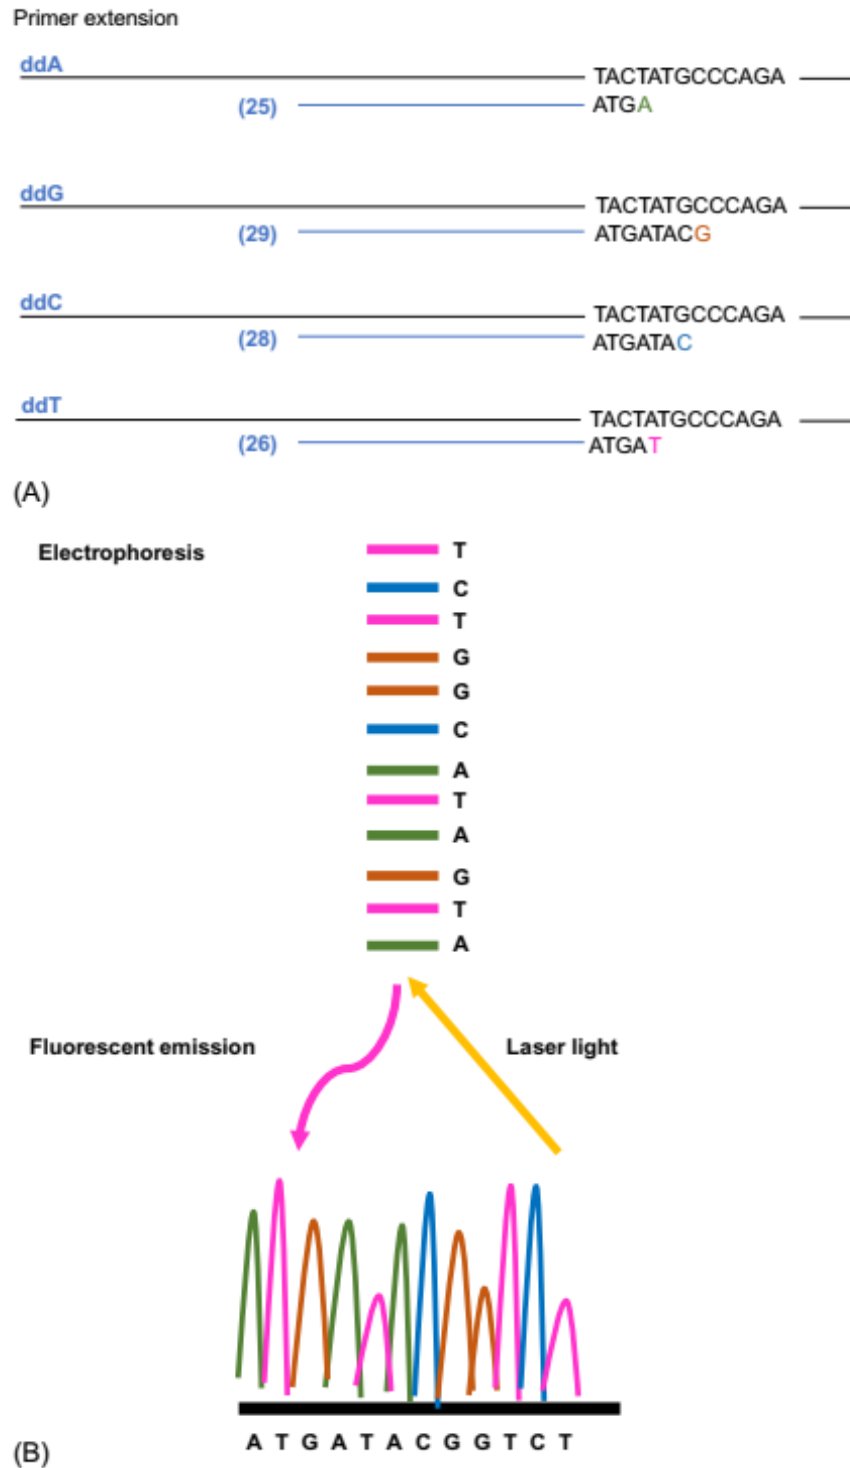 Primer extension
ddA
TACTATGCCCAGA
(25)
ATGA
ddG
TACTATGCCCAGA
(29)
ATGATACG
ddC
TACTATGCCCAGA
(28)
ATGATAC
ddT
TACTATGCCCAGA
(26)
ATGAT
(A)
Electrophoresis
T
C
T
G
G
C
A
T
A
G
T
A
Fluorescent emission
Laser light
A T G A T A C G G T C T
(B)